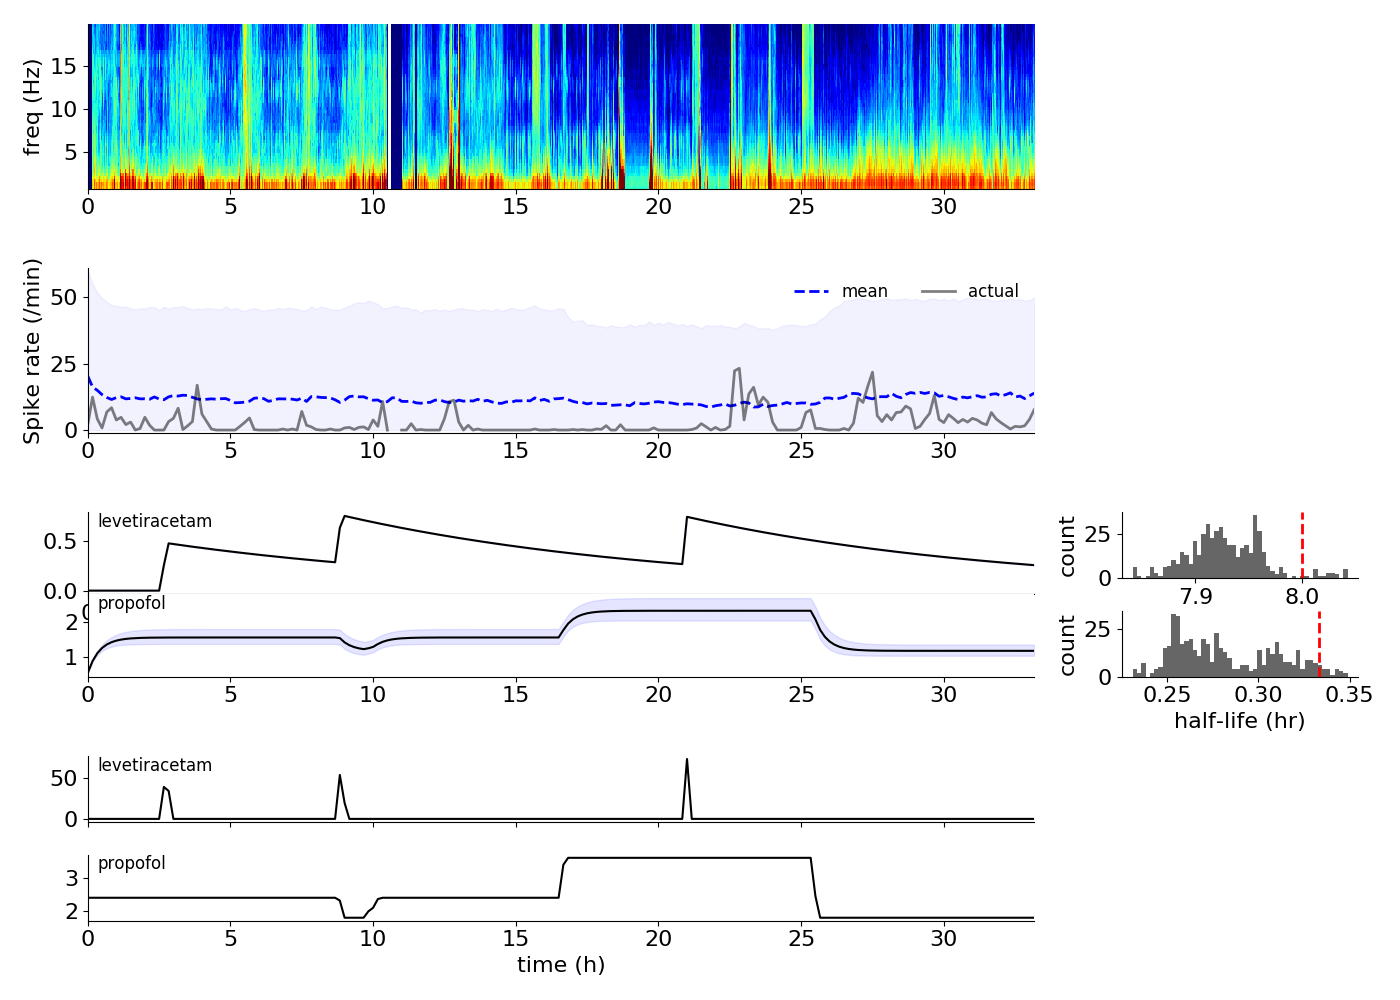 freq (Hz)
15
10
5
0 5 10 15 20 25 30
Spike rate (/min)
50
25
0
mean actual
0 5 10 15 20 25 30
levetiracetam
0.5
0.0
0
propofol
2
1
0 5 10 15 20 25 30
count
25
0
7.9 8.0
count
25
0
0.25 0.30 0.35
half-life (hr)
levetiracetam
50
0
propofol
3
2
0 5 10 15 20 25 30
time (h)